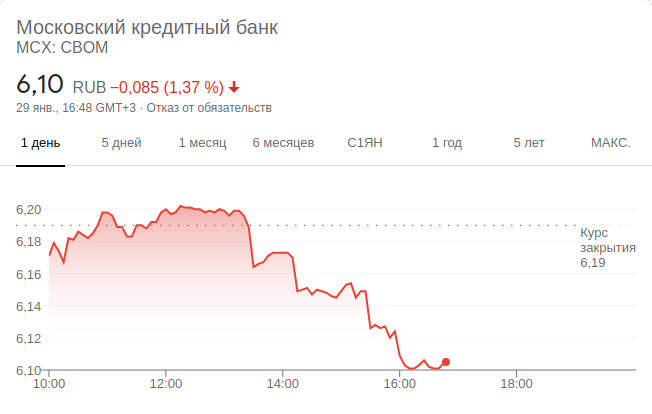 Московский кредитный банк
MCX: CBOM
6,10 RUB −0,085 (1,37 %)
29 янв., 16:48 GMT+3 · Отказ от обязательств
1 день 5 дней 1 месяц 6 месяцев С1ЯН 1 год 5 лет МАКС.
6,20
6,18
6,16
6,14
6,12
6,10
Курс
закрытия
6,19
10:00 12:00 14:00 16:00 18:00